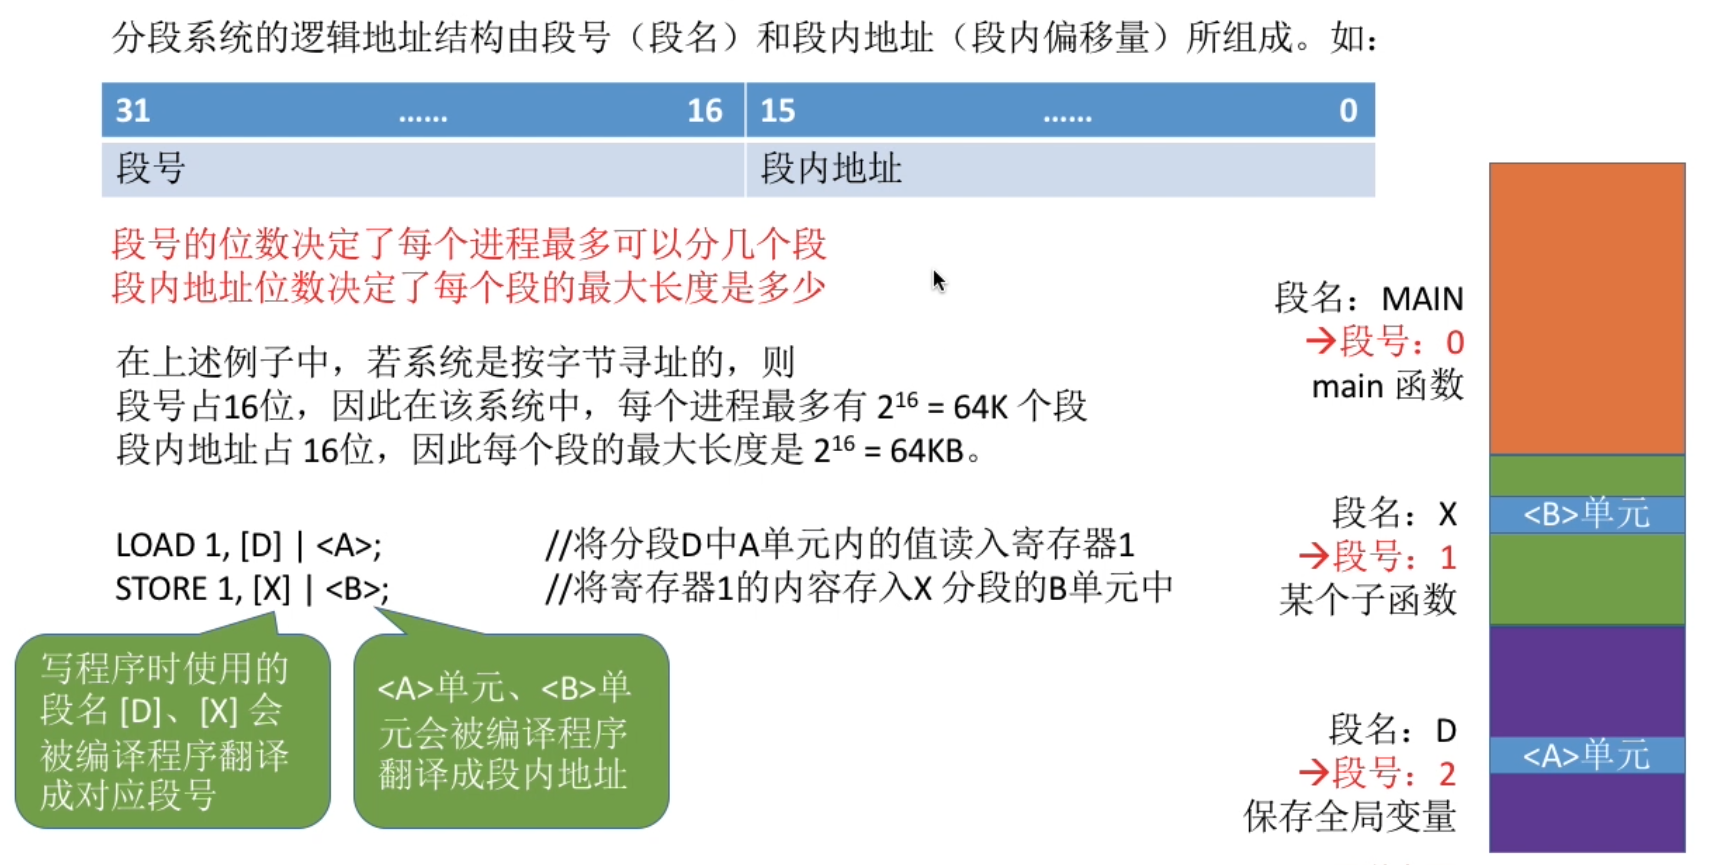 分段系统的逻辑地址结构由段号（段名）和段内地址（段内偏移量）所组成。如：
31 …… 16 15 …… 0
段号 段内地址
段号的位数决定了每个进程最多可以分几个段
段内地址位数决定了每个段的最大长度是多少
在上述例子中，若系统是按字节寻址的，则
段号占16位，因此在该系统中，每个进程最多有 2¹⁶ = 64K 个段
段内地址占 16位，因此每个段的最大长度是 2¹⁶ = 64KB。
LOAD 1, [D] | <A>; //将分段D中A单元内的值读入寄存器1
STORE 1, [X] | <B>; //将寄存器1的内容存入X 分段的B单元中
写程序时使用的
段名 [D]、[X] 会
被编译程序翻译
成对应段号
<A>单元、<B>单
元会被编译程序
翻译成段内地址
段名：MAIN
→段号：0
main 函数
段名：X
→段号：1
某个子函数
<B>单元
段名：D
→段号：2
保存全局变量
<A>单元